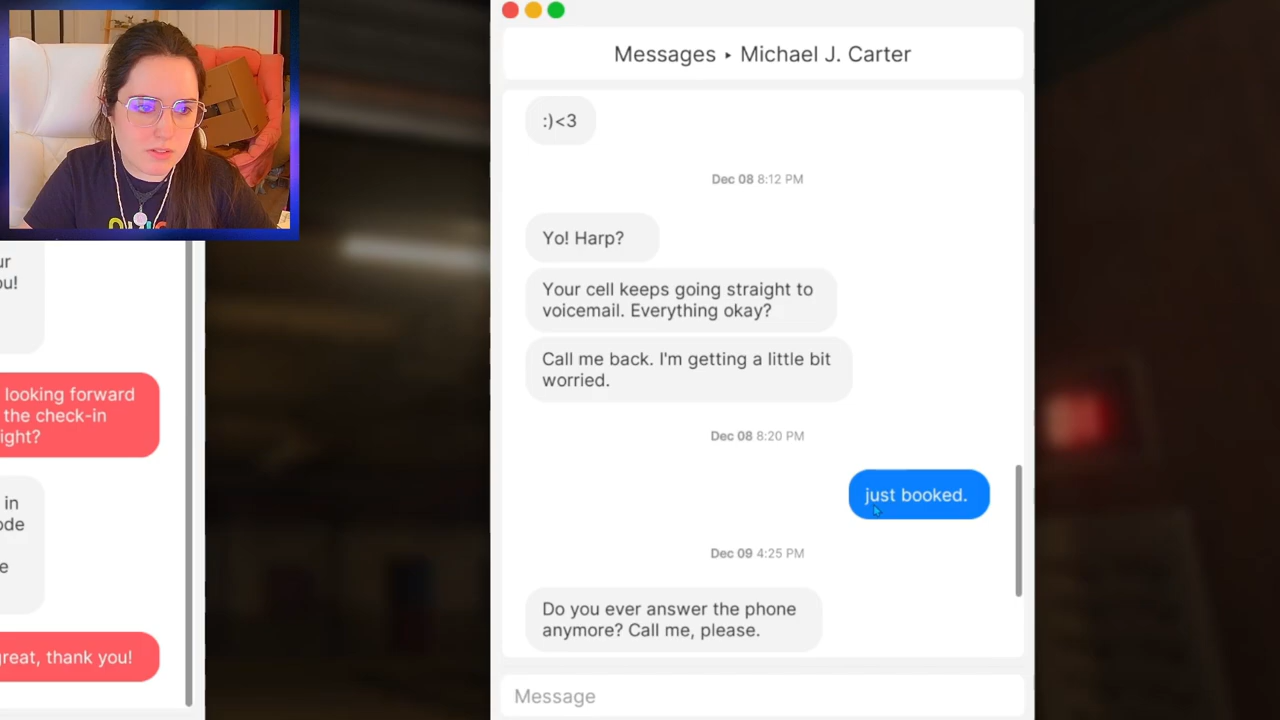 Messages ▸ Michael J. Carter
:)<3
Dec 08 8:12 PM
Yo! Harp?
Your cell keeps going straight to
voicemail. Everything okay?
Call me back. I'm getting a little bit
worried.
Dec 08 8:20 PM
just booked.
Dec 09 4:25 PM
Do you ever answer the phone
anymore? Call me, please.
Message
looking forward
the check-in
in
great, thank you!